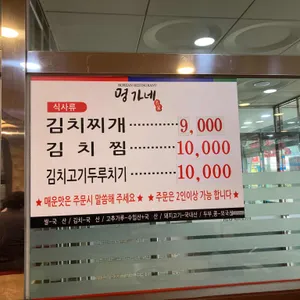 명가네
식사류
김치찌개 9,000
김치찜 10,000
김치고기두루치기 10,000
★매운맛은 주문시 말씀해 주세요★ ★주문은 2인이상 가능 합니다★